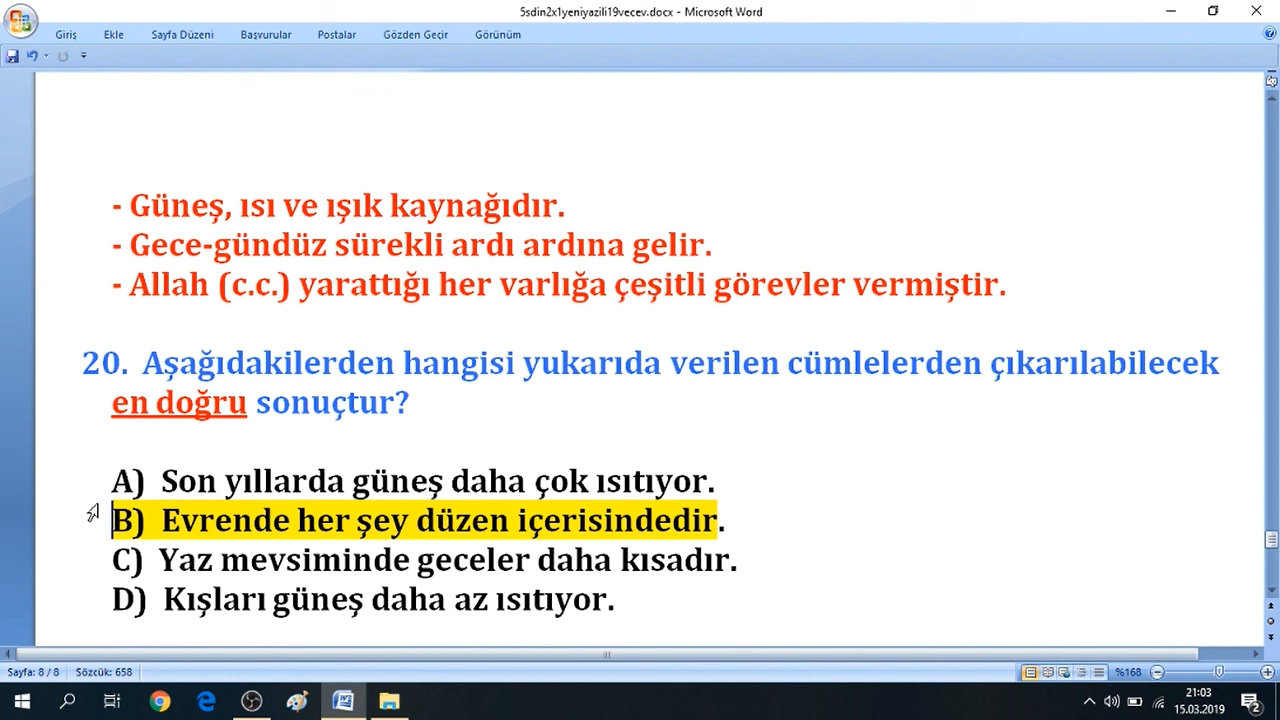 5sdin2x1yeniyazili19vecev.docx - Microsoft Word
Giriş Ekle Sayfa Düzeni Başvurular Postalar Gözden Geçir Görünüm
- Güneş, ısı ve ışık kaynağıdır.
- Gece-gündüz sürekli ardı ardına gelir.
- Allah (c.c.) yarattığı her varlığa çeşitli görevler vermiştir.
20. Aşağıdakilerden hangisi yukarıda verilen cümlelerden çıkarılabilecek
en doğru sonuçtur?
A) Son yıllarda güneş daha çok ısıtıyor.
B) Evrende her şey düzen içerisindedir.
C) Yaz mevsiminde geceler daha kısadır.
D) Kışları güneş daha az ısıtıyor.
Sayfa: 8 / 8 Sözcük: 658 %168
21:03
15.03.2019
2